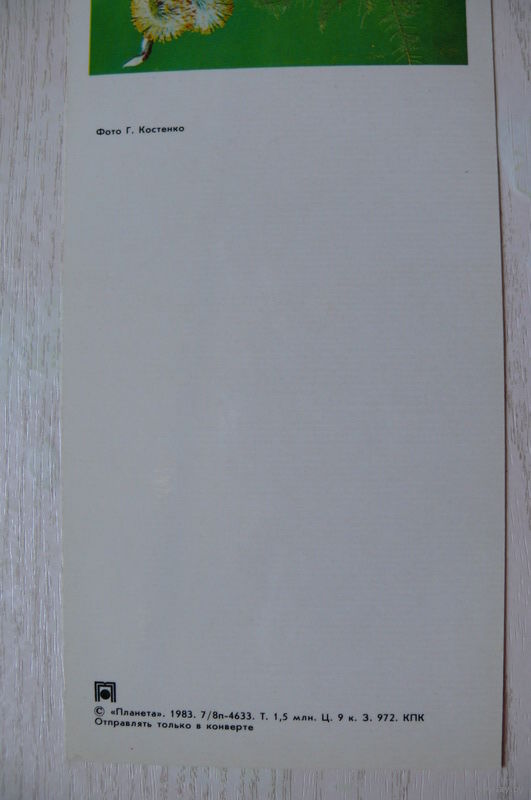 Фото Г. Костенко
© «Планета». 1983. 7/8п-4633. Т. 1,5 млн. Ц. 9 к. З. 972. КПК
Отправлять только в конверте